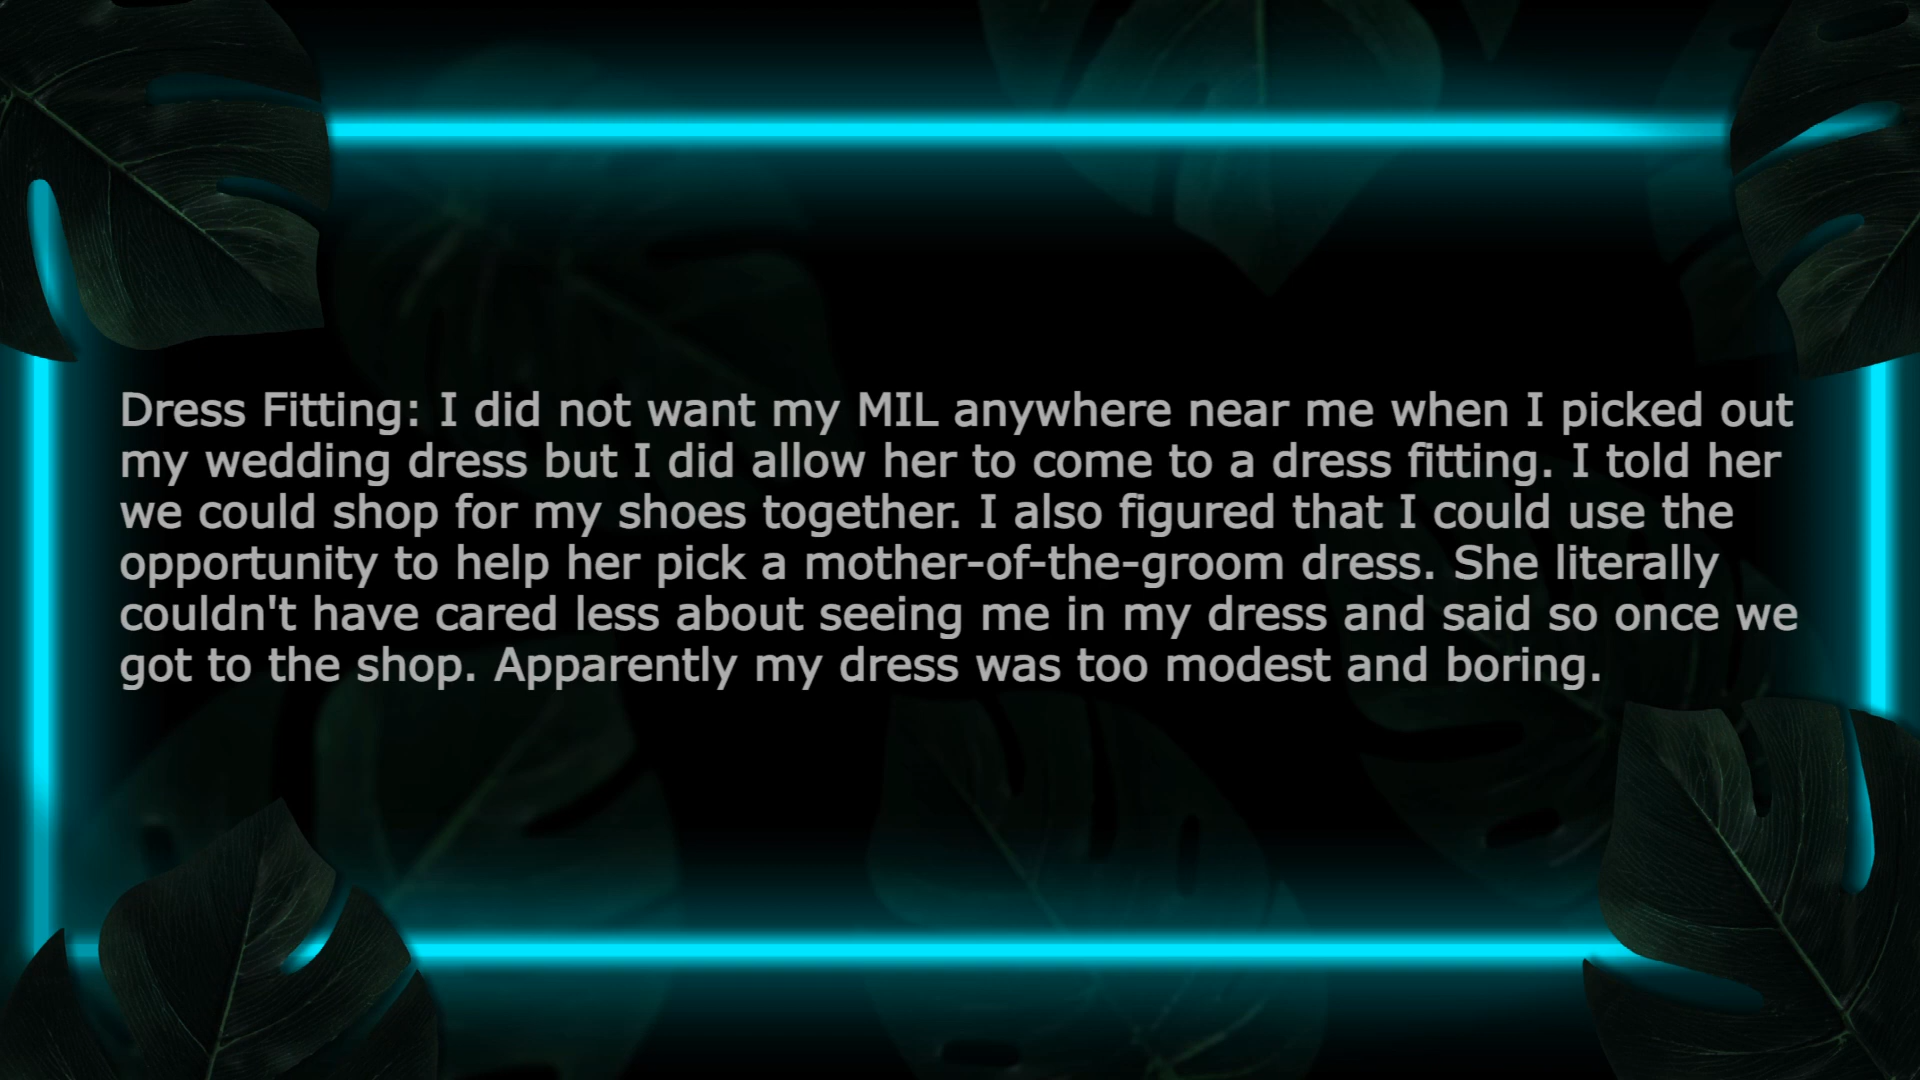 Dress Fitting: I did not want my MIL anywhere near me when I picked out
my wedding dress but I did allow her to come to a dress fitting. I told her
we could shop for my shoes together. I also figured that I could use the
opportunity to help her pick a mother-of-the-groom dress. She literally
couldn't have cared less about seeing me in my dress and said so once we
got to the shop. Apparently my dress was too modest and boring.